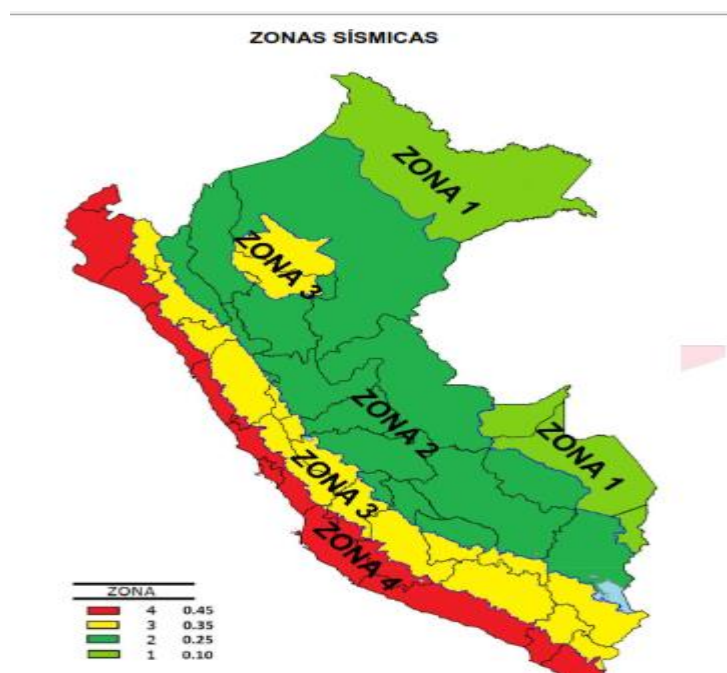 ZONAS SÍSMICAS
ZONA 1
ZONA 3
ZONA 2
ZONA 1
ZONA 3
ZONA 4
ZONA
4 0.45
3 0.35
2 0.25
1 0.10